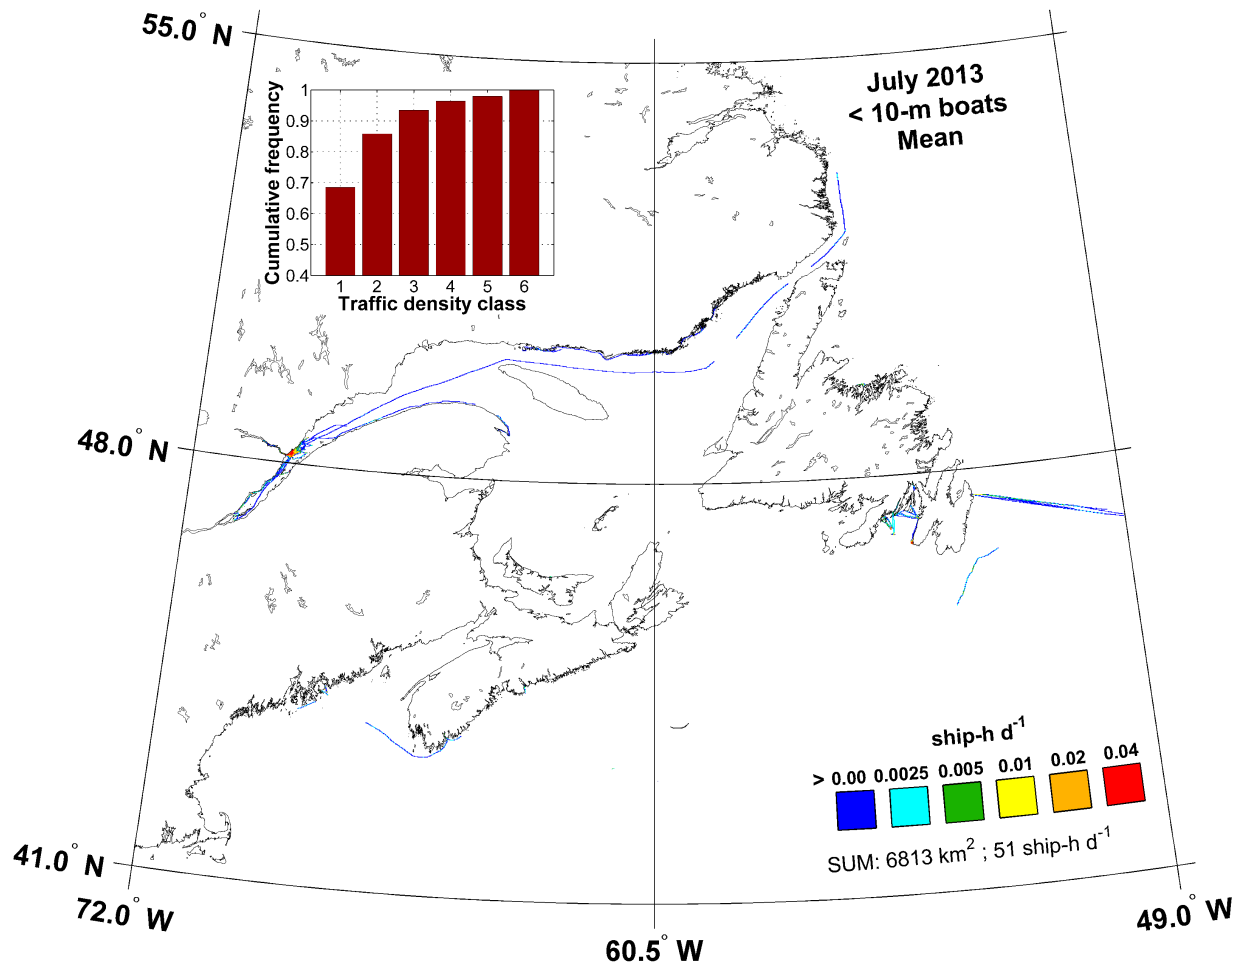 55.0° N
July 2013
< 10-m boats
Mean
Cumulative frequency
1
0.9
0.8
0.7
0.6
0.5
0.4
1 2 3 4 5 6
Traffic density class
48.0° N
ship-h d-1
> 0.00 0.0025 0.005 0.01 0.02 0.04
SUM: 6813 km2 ; 51 ship-h d-1
41.0° N
72.0° W
60.5° W
49.0° W